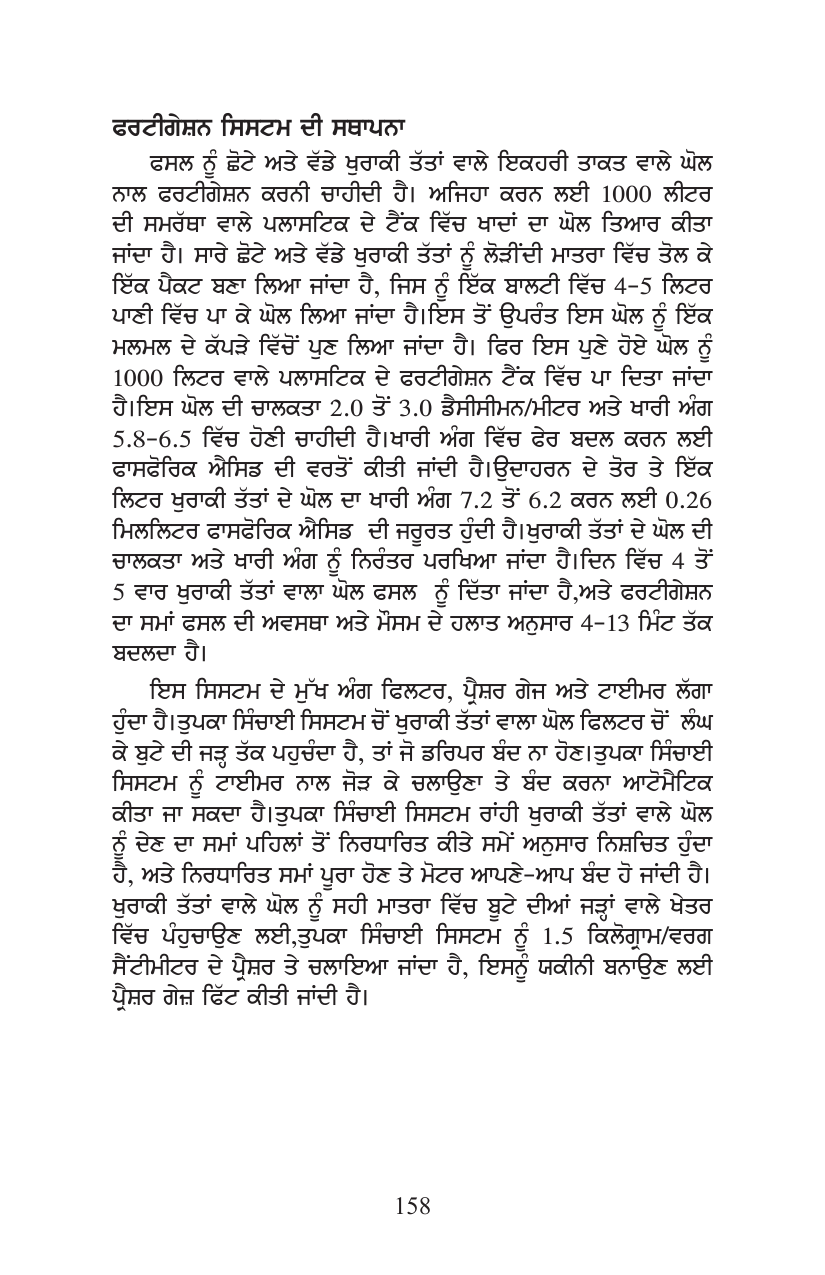 ਫਰਟੀਗੇਸ਼ਨ ਸਿਸਟਮ ਦੀ ਸਥਾਪਨਾ
ਫਸਲ ਨੂੰ ਛੋਟੇ ਅਤੇ ਵੱਡੇ ਖੁਰਾਕੀ ਤੱਤਾਂ ਵਾਲੇ ਇਕਹਰੀ ਤਾਕਤ ਵਾਲੇ ਘੋਲ
ਨਾਲ ਫਰਟੀਗੇਸ਼ਨ ਕਰਨੀ ਚਾਹੀਦੀ ਹੈ। ਅਜਿਹਾ ਕਰਨ ਲਈ 1000 ਲੀਟਰ
ਦੀ ਸਮਰੱਥਾ ਵਾਲੇ ਪਲਾਸਟਿਕ ਦੇ ਟੈਂਕ ਵਿੱਚ ਖਾਦਾਂ ਦਾ ਘੋਲ ਤਿਆਰ ਕੀਤਾ
ਜਾਂਦਾ ਹੈ। ਸਾਰੇ ਛੋਟੇ ਅਤੇ ਵੱਡੇ ਖੁਰਾਕੀ ਤੱਤਾਂ ਨੂੰ ਲੋੜੀਂਦੀ ਮਾਤਰਾ ਵਿੱਚ ਤੋਲ ਕੇ
ਇੱਕ ਪੈਕਟ ਬਣਾ ਲਿਆ ਜਾਂਦਾ ਹੈ, ਜਿਸ ਨੂੰ ਇੱਕ ਬਾਲਟੀ ਵਿੱਚ 4-5 ਲਿਟਰ
ਪਾਣੀ ਵਿੱਚ ਪਾ ਕੇ ਘੋਲ ਲਿਆ ਜਾਂਦਾ ਹੈ।ਇਸ ਤੋਂ ਉਪਰੰਤ ਇਸ ਘੋਲ ਨੂੰ ਇੱਕ
ਮਲਮਲ ਦੇ ਕੱਪੜੇ ਵਿੱਚੋਂ ਪੁਣ ਲਿਆ ਜਾਂਦਾ ਹੈ। ਫਿਰ ਇਸ ਪੁਣੇ ਹੋਏ ਘੋਲ ਨੂੰ
1000 ਲਿਟਰ ਵਾਲੇ ਪਲਾਸਟਿਕ ਦੇ ਫਰਟੀਗੇਸ਼ਨ ਟੈਂਕ ਵਿੱਚ ਪਾ ਦਿਤਾ ਜਾਂਦਾ
ਹੈ।ਇਸ ਘੋਲ ਦੀ ਚਾਲਕਤਾ 2.0 ਤੋਂ 3.0 ਡੈਸੀਸੀਮਨ/ਮੀਟਰ ਅਤੇ ਖਾਰੀ ਅੰਗ
5.8-6.5 ਵਿੱਚ ਹੋਣੀ ਚਾਹੀਦੀ ਹੈ।ਖਾਰੀ ਅੰਗ ਵਿੱਚ ਫੇਰ ਬਦਲ ਕਰਨ ਲਈ
ਫਾਸਫੋਰਿਕ ਐਸਿਡ ਦੀ ਵਰਤੋਂ ਕੀਤੀ ਜਾਂਦੀ ਹੈ।ਉਦਾਹਰਨ ਦੇ ਤੋਰ ਤੇ ਇੱਕ
ਲਿਟਰ ਖੁਰਾਕੀ ਤੱਤਾਂ ਦੇ ਘੋਲ ਦਾ ਖਾਰੀ ਅੰਗ 7.2 ਤੋਂ 6.2 ਕਰਨ ਲਈ 0.26
ਮਿਲਲਿਟਰ ਫਾਸਫੋਰਿਕ ਐਸਿਡ ਦੀ ਜਰੂਰਤ ਹੁੰਦੀ ਹੈ।ਖੁਰਾਕੀ ਤੱਤਾਂ ਦੇ ਘੋਲ ਦੀ
ਚਾਲਕਤਾ ਅਤੇ ਖਾਰੀ ਅੰਗ ਨੂੰ ਨਿਰੰਤਰ ਪਰਖਿਆ ਜਾਂਦਾ ਹੈ।ਦਿਨ ਵਿੱਚ 4 ਤੋਂ
5 ਵਾਰ ਖੁਰਾਕੀ ਤੱਤਾਂ ਵਾਲਾ ਘੋਲ ਫਸਲ ਨੂੰ ਦਿੱਤਾ ਜਾਂਦਾ ਹੈ,ਅਤੇ ਫਰਟੀਗੇਸ਼ਨ
ਦਾ ਸਮਾਂ ਫਸਲ ਦੀ ਅਵਸਥਾ ਅਤੇ ਮੌਸਮ ਦੇ ਹਲਾਤ ਅਨੁਸਾਰ 4-13 ਮਿੰਟ ਤੱਕ
ਬਦਲਦਾ ਹੈ।
ਇਸ ਸਿਸਟਮ ਦੇ ਮੁੱਖ ਅੰਗ ਫਿਲਟਰ, ਪ੍ਰੈਸ਼ਰ ਗੇਜ ਅਤੇ ਟਾਈਮਰ ਲੱਗਾ
ਹੁੰਦਾ ਹੈ।ਤੁਪਕਾ ਸਿੰਚਾਈ ਸਿਸਟਮ ਚੋਂ ਖੁਰਾਕੀ ਤੱਤਾਂ ਵਾਲਾ ਘੋਲ ਫਿਲਟਰ ਚੋਂ ਲੰਘ
ਕੇ ਬੁਟੇ ਦੀ ਜੜ੍ਹ ਤੱਕ ਪਹੁਚੰਦਾ ਹੈ, ਤਾਂ ਜੋ ਡਰਿਪਰ ਬੰਦ ਨਾ ਹੋਣ।ਤੁਪਕਾ ਸਿੰਚਾਈ
ਸਿਸਟਮ ਨੂੰ ਟਾਈਮਰ ਨਾਲ ਜੋੜ ਕੇ ਚਲਾਉਣਾ ਤੇ ਬੰਦ ਕਰਨਾ ਆਟੋਮੈਟਿਕ
ਕੀਤਾ ਜਾ ਸਕਦਾ ਹੈ।ਤੁਪਕਾ ਸਿੰਚਾਈ ਸਿਸਟਮ ਰਾਂਹੀ ਖੁਰਾਕੀ ਤੱਤਾਂ ਵਾਲੇ ਘੋਲ
ਨੂੰ ਦੇਣ ਦਾ ਸਮਾਂ ਪਹਿਲਾਂ ਤੋਂ ਨਿਰਧਾਰਿਤ ਕੀਤੇ ਸਮੇਂ ਅਨੁਸਾਰ ਨਿਸ਼ਚਿਤ ਹੁੰਦਾ
ਹੈ, ਅਤੇ ਨਿਰਧਾਰਿਤ ਸਮਾਂ ਪੂਰਾ ਹੋਣ ਤੇ ਮੋਟਰ ਆਪਣੇ-ਆਪ ਬੰਦ ਹੋ ਜਾਂਦੀ ਹੈ।
ਖੁਰਾਕੀ ਤੱਤਾਂ ਵਾਲੇ ਘੋਲ ਨੂੰ ਸਹੀ ਮਾਤਰਾ ਵਿੱਚ ਬੂਟੇ ਦੀਆਂ ਜੜ੍ਹਾਂ ਵਾਲੇ ਖੇਤਰ
ਵਿੱਚ ਪੰਹੁਚਾਉਣ ਲਈ,ਤੁਪਕਾ ਸਿੰਚਾਈ ਸਿਸਟਮ ਨੂੰ 1.5 ਕਿਲੋਗ੍ਰਾਮ/ਵਰਗ
ਸੈਂਟੀਮੀਟਰ ਦੇ ਪ੍ਰੈਸ਼ਰ ਤੇ ਚਲਾਇਆ ਜਾਂਦਾ ਹੈ, ਇਸਨੂੰ ਯਕੀਨੀ ਬਨਾਉਣ ਲਈ
ਪ੍ਰੈਸ਼ਰ ਗੇਜ਼ ਫਿੱਟ ਕੀਤੀ ਜਾਂਦੀ ਹੈ।
158